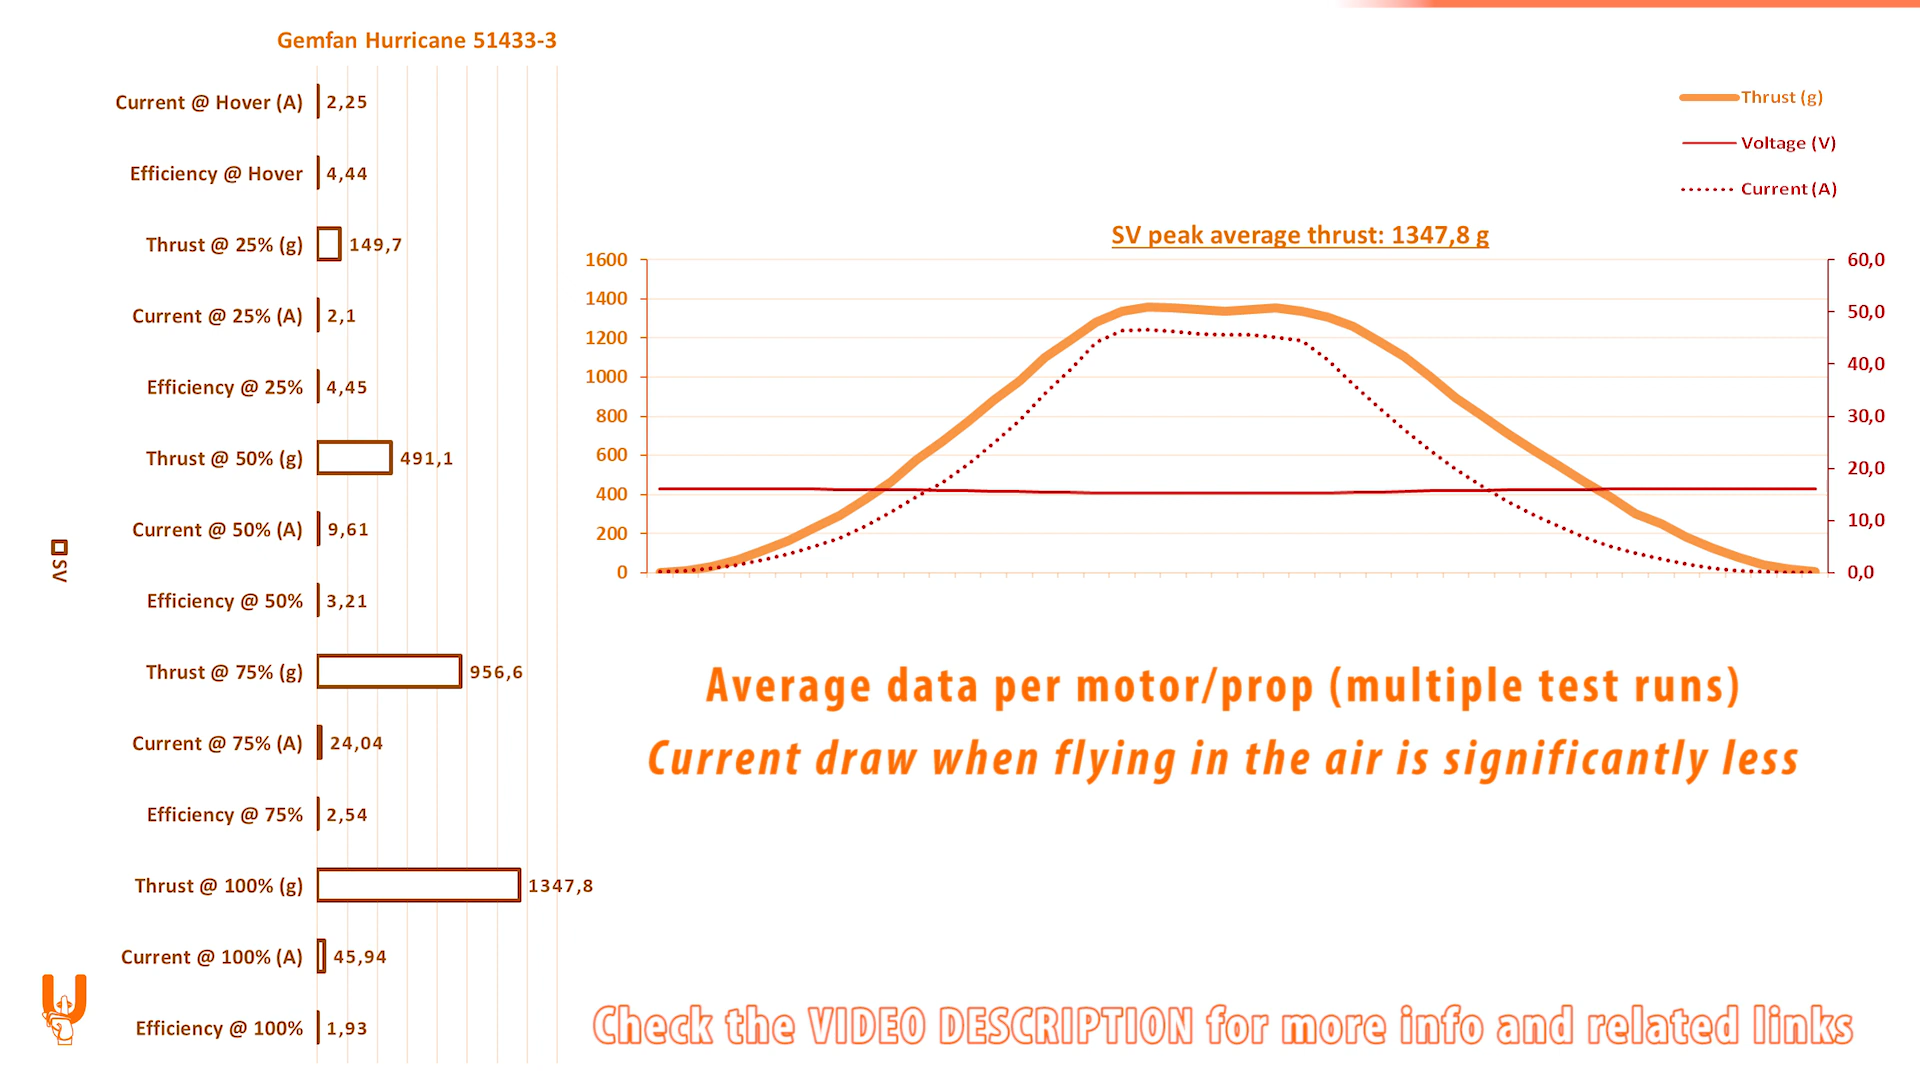 Gemfan Hurricane 51433-3
Current @ Hover (A) 2,25
Efficiency @ Hover 4,44
Thrust @ 25% (g) 149,7
Current @ 25% (A) 2,1
Efficiency @ 25% 4,45
Thrust @ 50% (g) 491,1
Current @ 50% (A) 9,61
Efficiency @ 50% 3,21
Thrust @ 75% (g) 956,6
Current @ 75% (A) 24,04
Efficiency @ 75% 2,54
Thrust @ 100% (g) 1347,8
Current @ 100% (A) 45,94
Efficiency @ 100% 1,93
SV
Thrust (g)
Voltage (V)
Current (A)
SV peak average thrust: 1347,8 g
1600
1400
1200
1000
800
600
400
200
0
60,0
50,0
40,0
30,0
20,0
10,0
0,0
Average data per motor/prop (multiple test runs)
Current draw when flying in the air is significantly less
Check the VIDEO DESCRIPTION for more info and related links